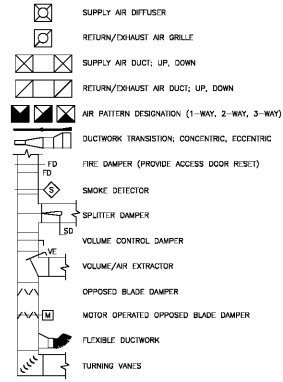 SUPPLY AIR DIFFUSER
RETURN/EXHAUST AIR GRILLE
SUPPLY AIR DUCT; UP, DOWN
RETURN/EXHAUST AIR DUCT; UP, DOWN
AIR PATTERN DESIGNATION (1-WAY, 2-WAY, 3-WAY)
DUCTWORK TRANSISTION; CONCENTRIC, ECCENTRIC
FD FIRE DAMPER (PROVIDE ACCESS DOOR RESET)
FD
S SMOKE DETECTOR
SPLITTER DAMPER
SD
VOLUME CONTROL DAMPER
VE
VOLUME/AIR EXTRACTOR
OPPOSED BLADE DAMPER
M MOTOR OPERATED OPPOSED BLADE DAMPER
FLEXIBLE DUCTWORK
TURNING VANES